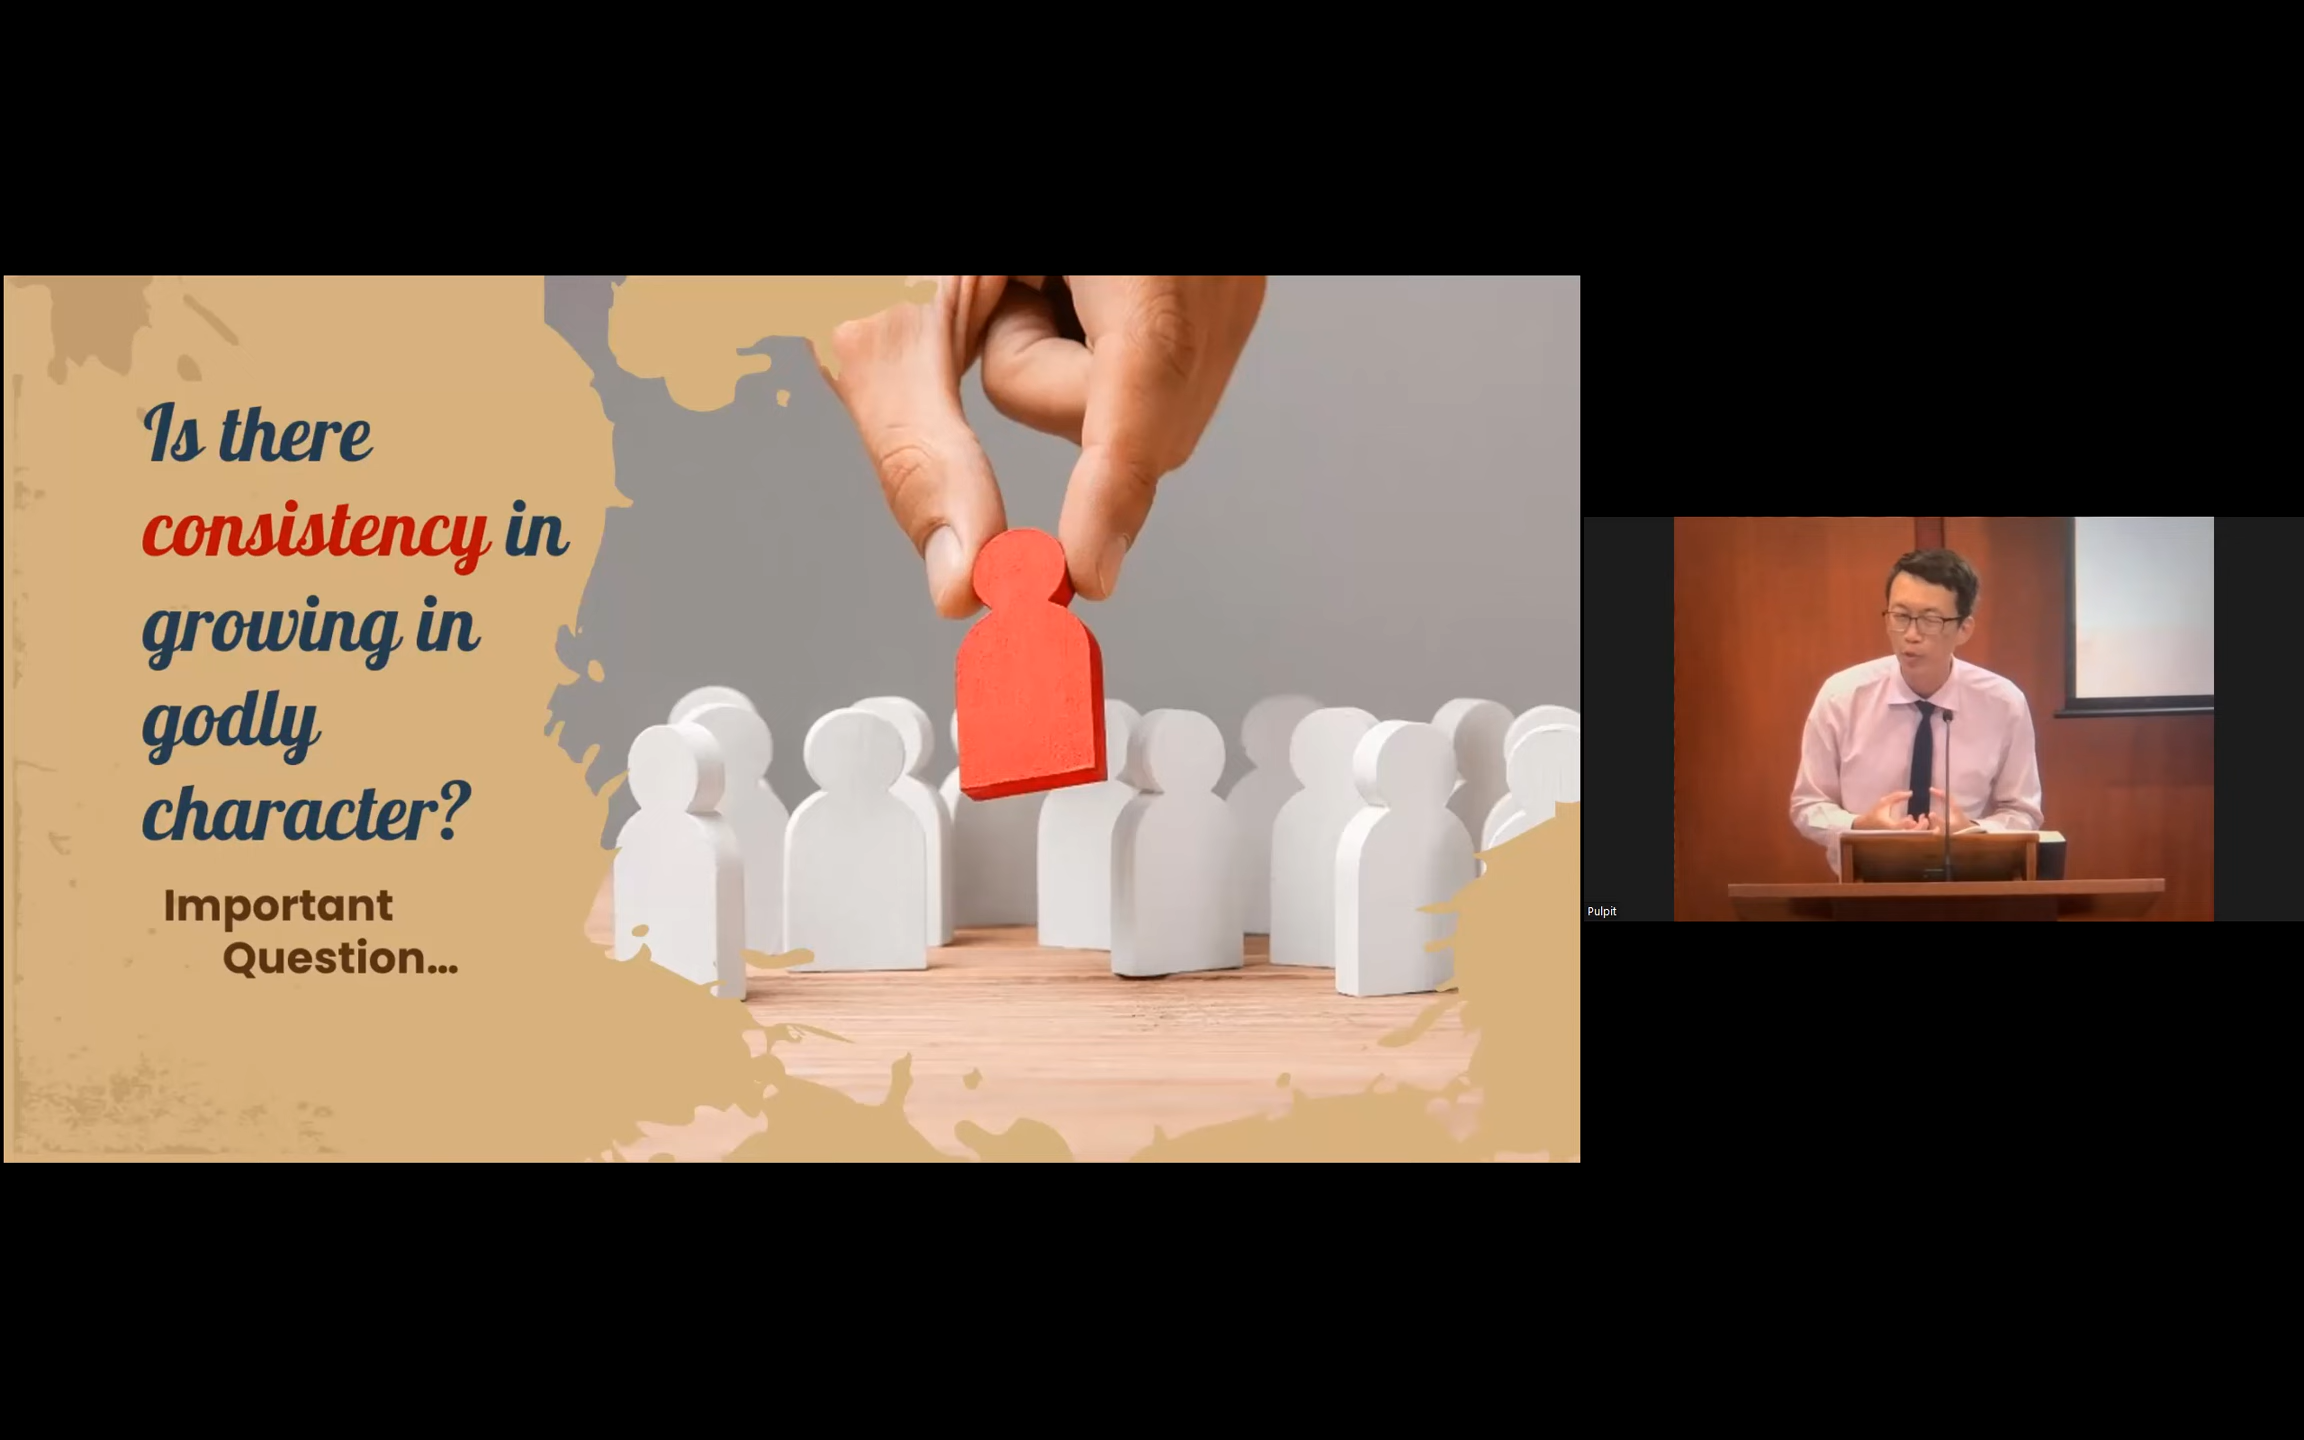 Is there
consistency in
growing in
godly
character?
Important
Question...
Pulpit